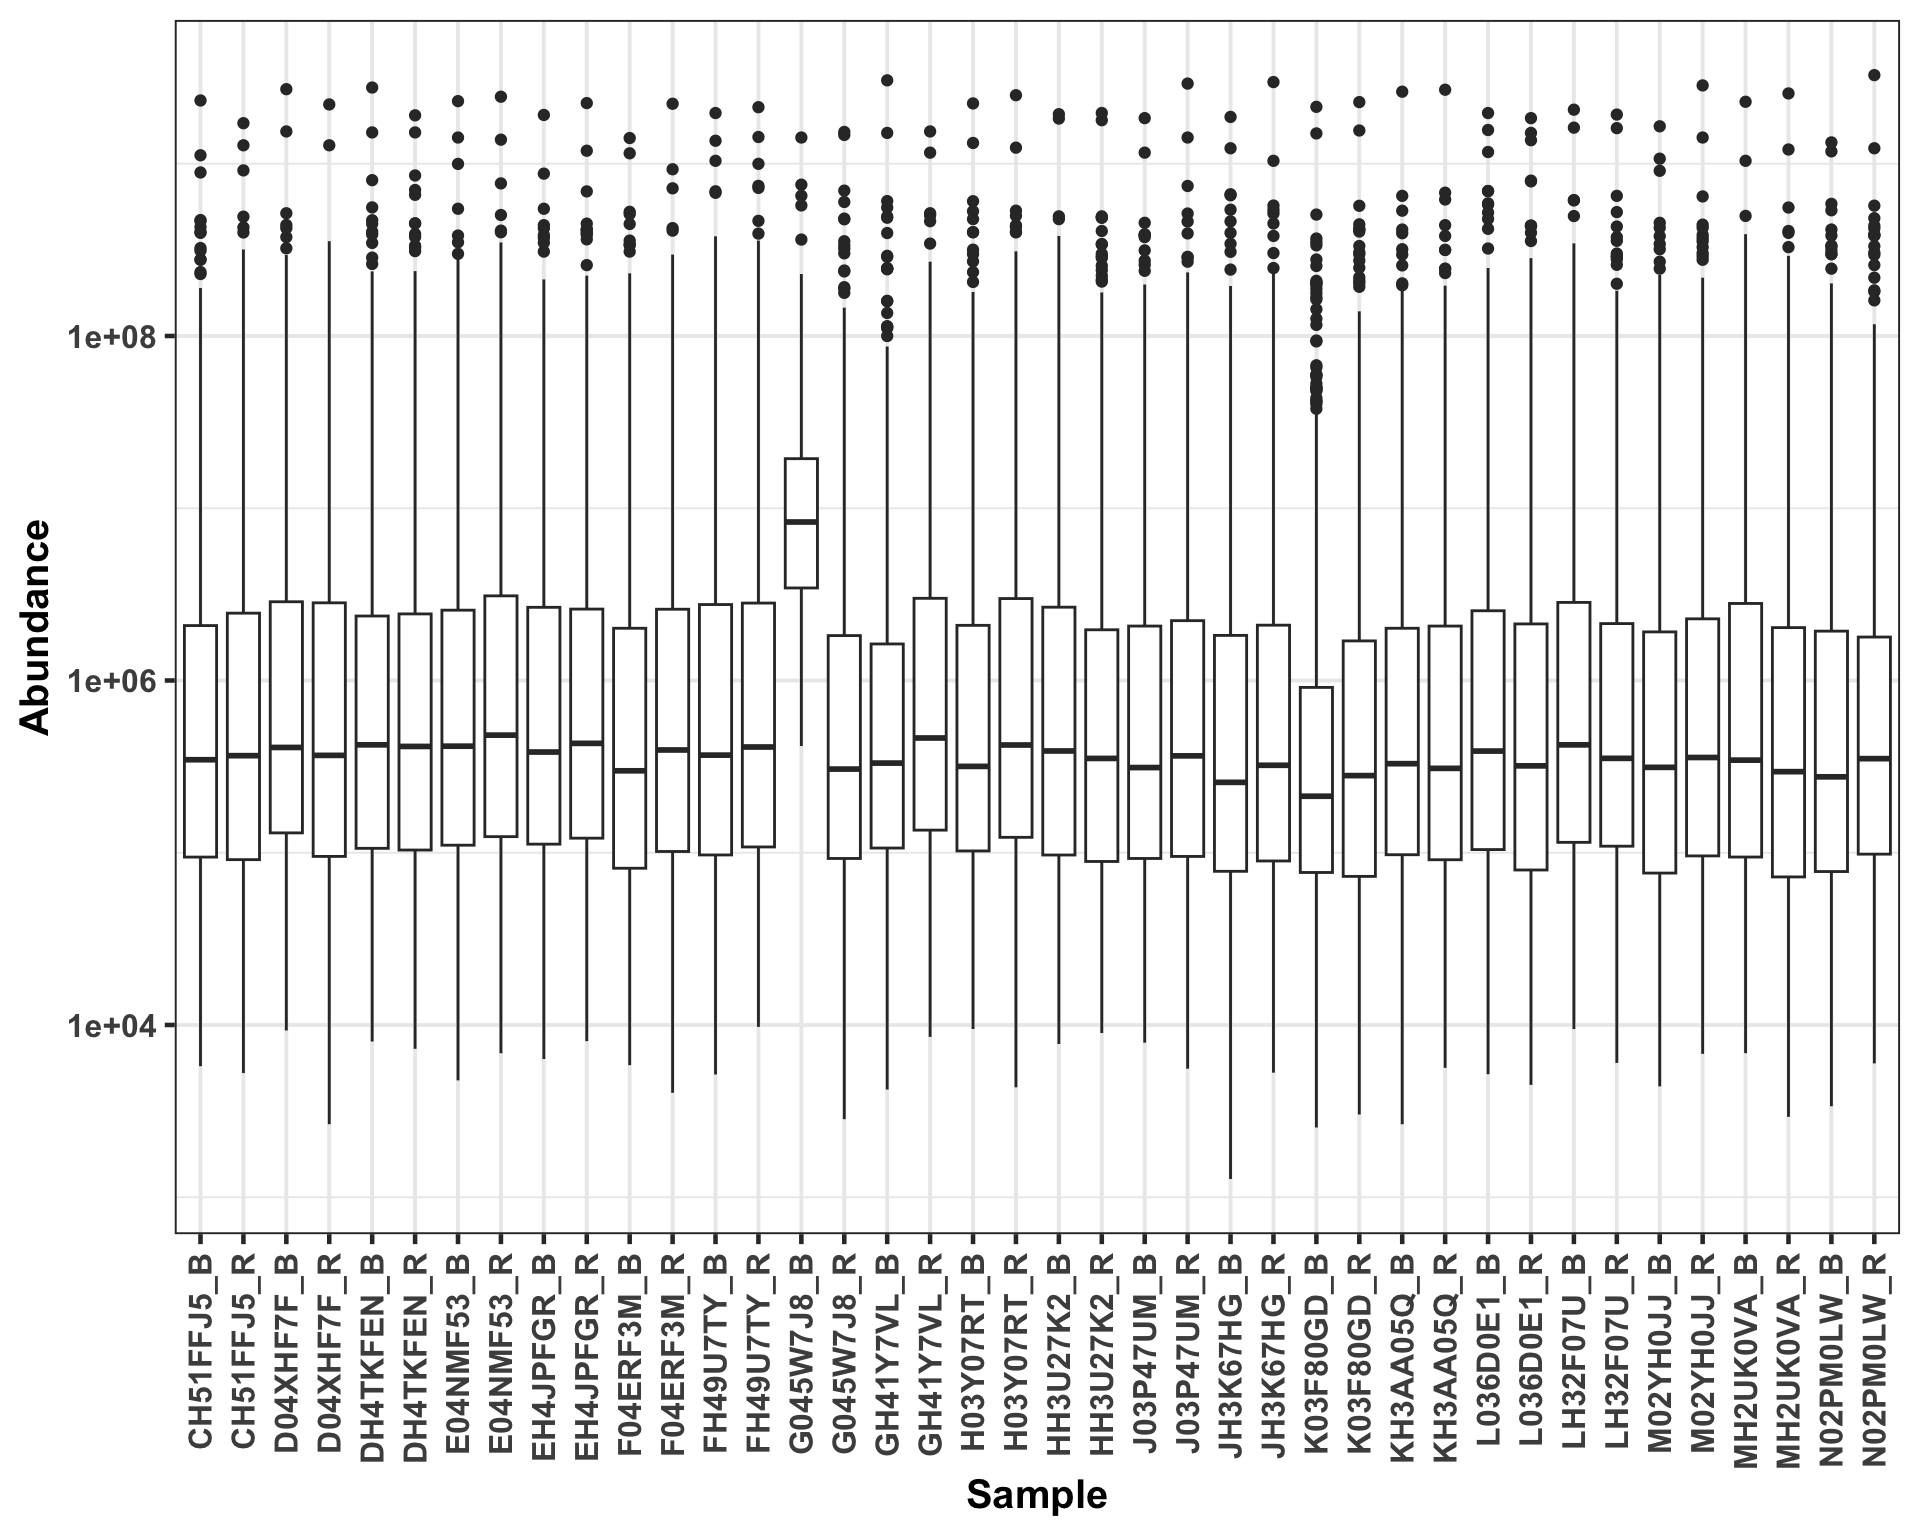 Abundance
1e+08
1e+06
1e+04
CH51FFJ5_B
CH51FFJ5_R
D04XHF7F_B
D04XHF7F_R
DH4TKFEN_B
DH4TKFEN_R
E04NMF53_B
E04NMF53_R
EH4JPFGR_B
EH4JPFGR_R
F04ERF3M_B
F04ERF3M_R
FH49U7TY_B
FH49U7TY_R
G045W7J8_B
G045W7J8_R
GH41Y7VL_B
GH41Y7VL_R
H03Y07RT_B
H03Y07RT_R
HH3U27K2_B
HH3U27K2_R
J03P47UM_B
J03P47UM_R
JH3K67HG_B
JH3K67HG_R
K03F80GD_B
K03F80GD_R
KH3AA05Q_B
KH3AA05Q_R
L036D0E1_B
L036D0E1_R
LH32F07U_B
LH32F07U_R
M02YH0JJ_B
M02YH0JJ_R
MH2UK0VA_B
MH2UK0VA_R
N02PM0LW_B
N02PM0LW_R
Sample